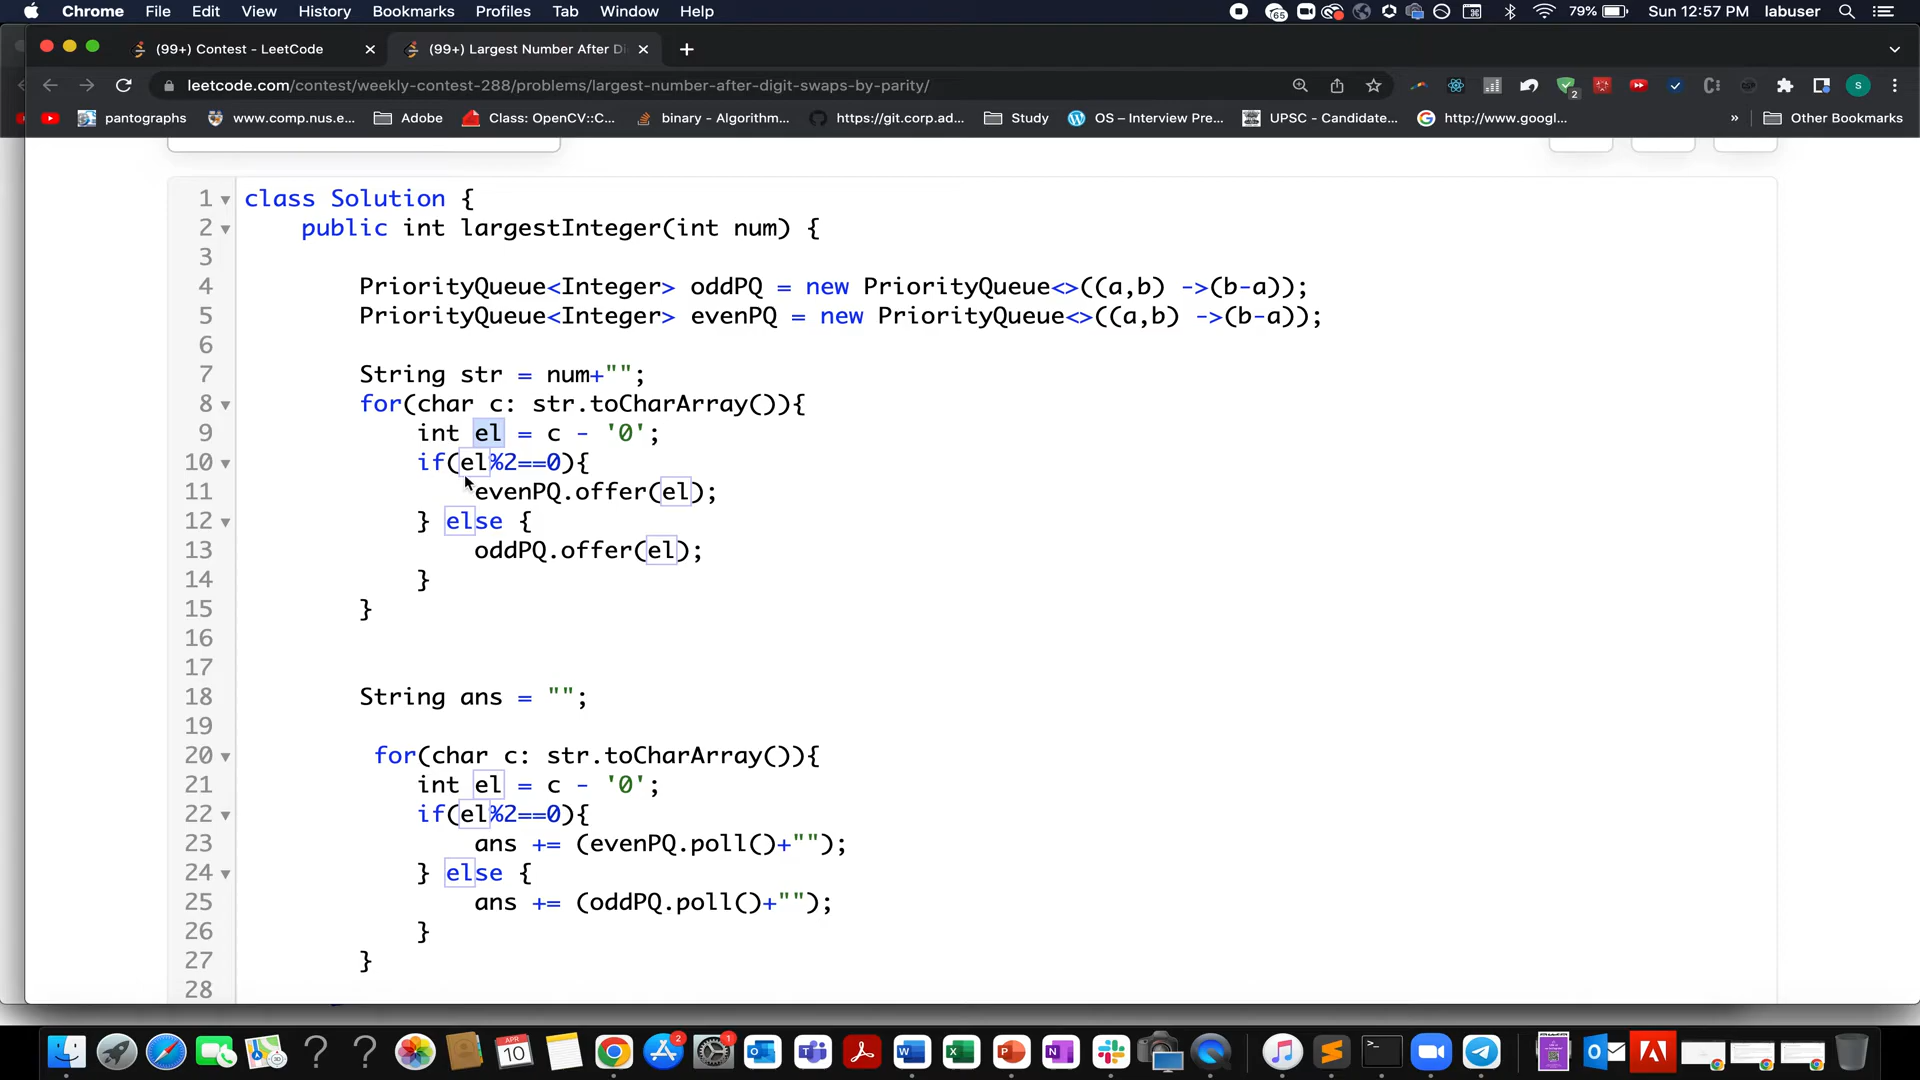 Chrome File Edit View History Bookmarks Profiles Tab Window Help 65 79% Sun 12:57 PM labuser
(99+) Contest - LeetCode (99+) Largest Number After Di
leetcode.com/contest/weekly-contest-288/problems/largest-number-after-digit-swaps-by-parity/ 2 S
pantographs www.comp.nus.e... Adobe Class: OpenCV::C... binary - Algorithm... https://git.corp.ad... Study OS – Interview Pre... UPSC - Candidate... http://www.googl... » Other Bookmarks
1 class Solution {
2 public int largestInteger(int num) {
3
4 PriorityQueue<Integer> oddPQ = new PriorityQueue<>((a,b) ->(b-a));
5 PriorityQueue<Integer> evenPQ = new PriorityQueue<>((a,b) ->(b-a));
6
7 String str = num+"";
8 for(char c: str.toCharArray()){
9 int el = c - '0';
10 if(el%2==0){
11 evenPQ.offer(el);
12 } else {
13 oddPQ.offer(el);
14 }
15 }
16
17
18 String ans = "";
19
20 for(char c: str.toCharArray()){
21 int el = c - '0';
22 if(el%2==0){
23 ans += (evenPQ.poll()+"");
24 } else {
25 ans += (oddPQ.poll()+"");
26 }
27 }
28
APR 10 2 1